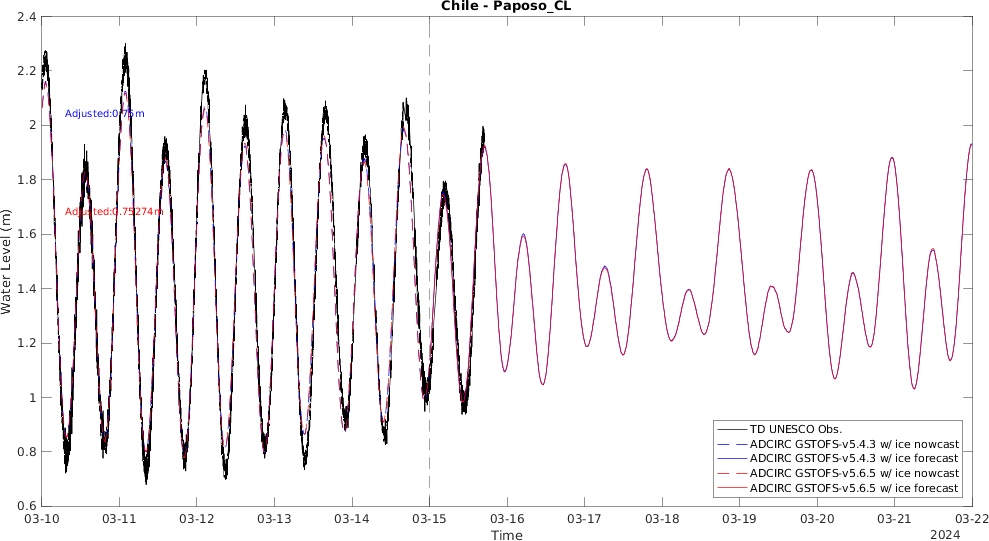 Chile - Paposo_CL
2.4
2.2
2
1.8
1.6
1.4
1.2
1
0.8
0.6
Water Level (m)
Adjusted:0.75m
Adjusted:0.75274m
TD UNESCO Obs.
ADCIRC GSTOFS-v5.4.3 w/ ice nowcast
ADCIRC GSTOFS-v5.4.3 w/ ice forecast
ADCIRC GSTOFS-v5.6.5 w/ ice nowcast
ADCIRC GSTOFS-v5.6.5 w/ ice forecast
03-10 03-11 03-12 03-13 03-14 03-15 03-16 03-17 03-18 03-19 03-20 03-21 03-22
Time
2024